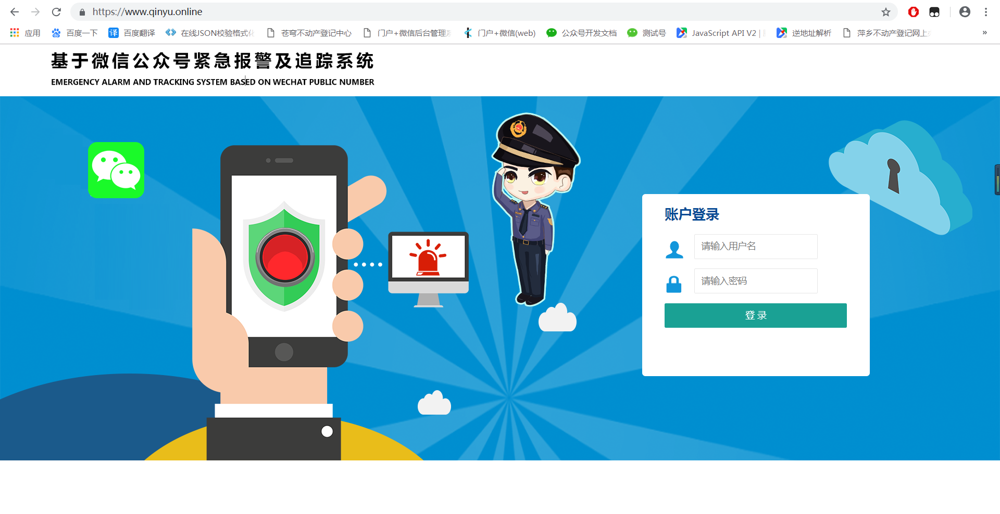 https://www.qinyu.online
应用 百度一下 译 百度翻译 在线JSON校验格式化 苍穹不动产登记中心 门户+微信后台管理系 门户+微信(web) 公众号开发文档 测试号 JavaScript API V2 | 逆地址解析 萍乡不动产登记网上 »
基于微信公众号紧急报警及追踪系统
EMERGENCY ALARM AND TRACKING SYSTEM BASED ON WECHAT PUBLIC NUMBER
账户登录
请输入用户名
请输入密码
登录